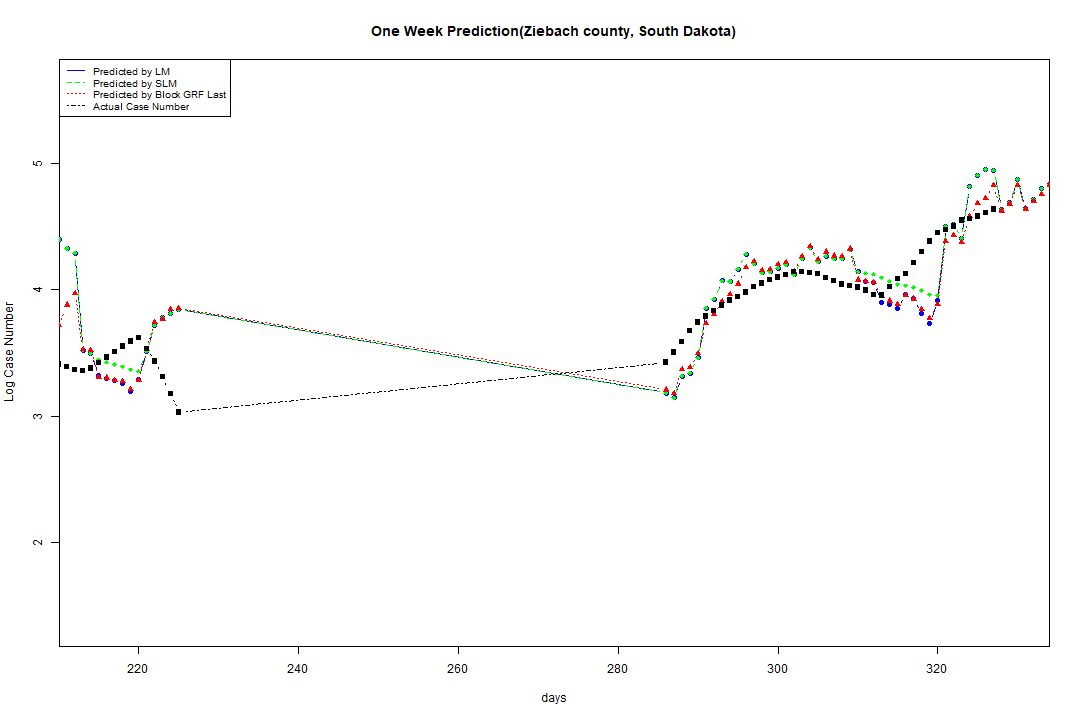 One Week Prediction(Ziebach county, South Dakota)
Predicted by LM
Predicted by SLM
Predicted by Block GRF Last
Actual Case Number
5
4
3
2
Log Case Number
220 240 260 280 300 320
days